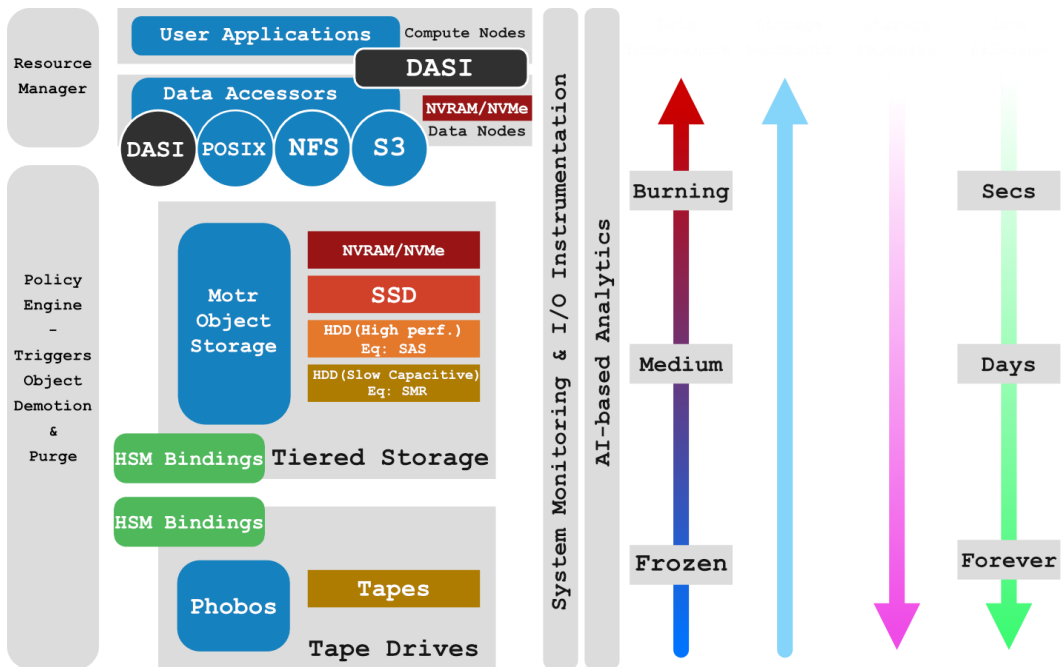 Resource
Manager
User Applications
Compute Nodes
DASI
Data Accessors
NVRAM/NVMe
Data Nodes
DASI
POSIX
NFS
S3
Policy
Engine
-
Triggers
Object
Demotion
&
Purge
Motr
Object
Storage
NVRAM/NVMe
SSD
HDD(High perf.)
Eq: SAS
HDD(Slow Capacitive)
Eq: SMR
HSM Bindings
Tiered Storage
HSM Bindings
Phobos
Tapes
Tape Drives
System Monitoring & I/O Instrumentation
AI-based Analytics
Burning
Medium
Frozen
Secs
Days
Forever